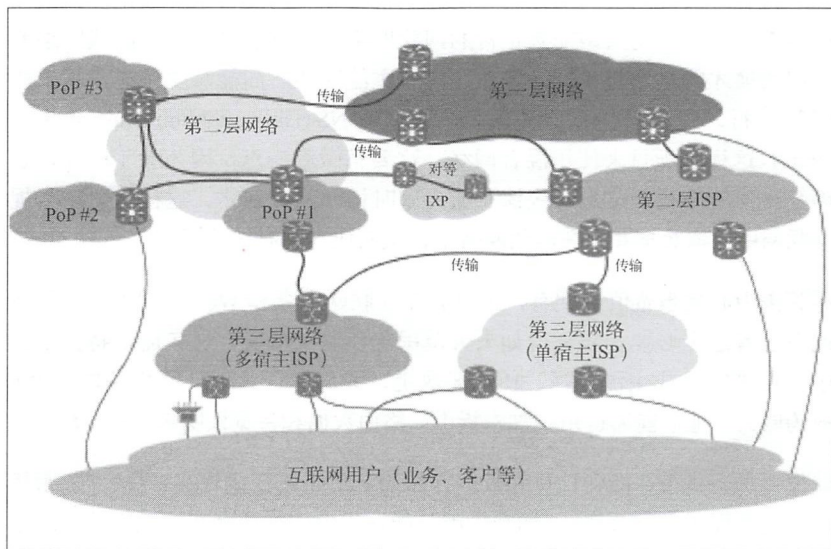 PoP #3
传输
第一层网络
第二层网络
传输
对等
PoP #2
PoP #1
IXP
第二层ISP
传输
传输
第三层网络
（多宿主ISP）
第三层网络
（单宿主ISP）
互联网用户（业务、客户等）